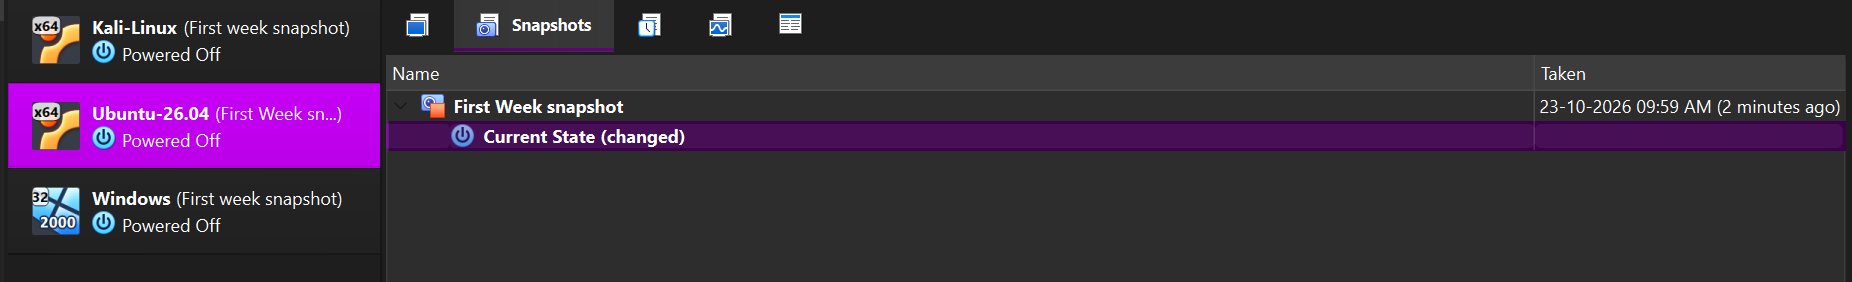 x64
Kali-Linux (First week snapshot)
Powered Off
x64
Ubuntu-26.04 (First Week sn...)
Powered Off
32
2000
Windows (First week snapshot)
Powered Off
Snapshots
Name Taken
First Week snapshot 23-10-2026 09:59 AM (2 minutes ago)
Current State (changed)